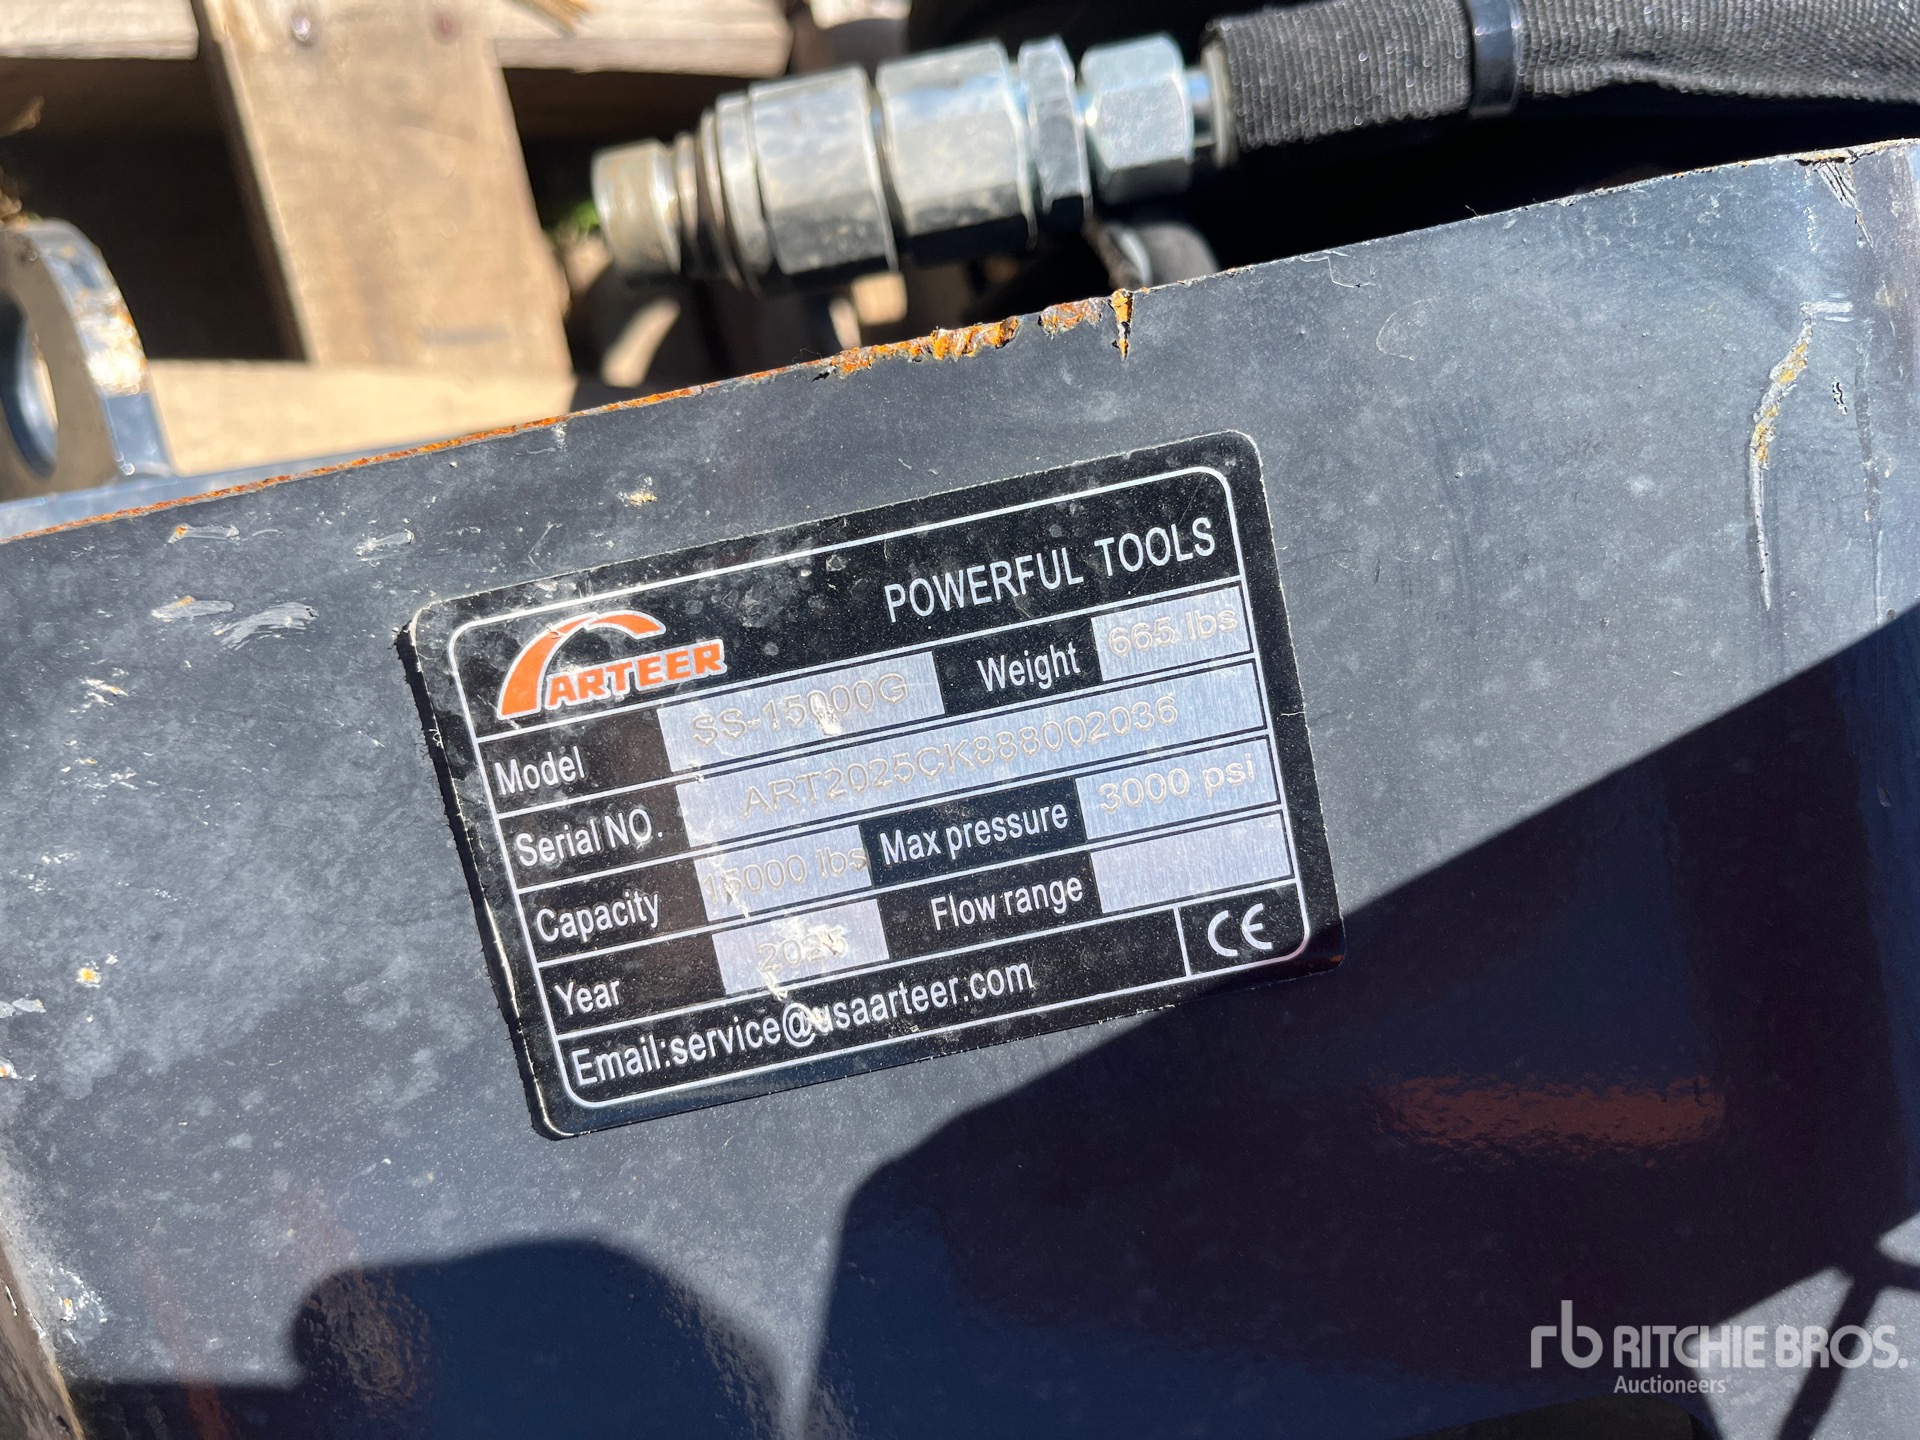 ARTEER
POWERFUL TOOLS
Model SS-15000G Weight 665 lbs
Serial NO. ART2025CK888002036
Capacity 15000 lbs Max pressure 3000 psi
Year 2025 Flow range
Email:service@usaarteer.com CE
rb RITCHIE BROS.
Auctioneers